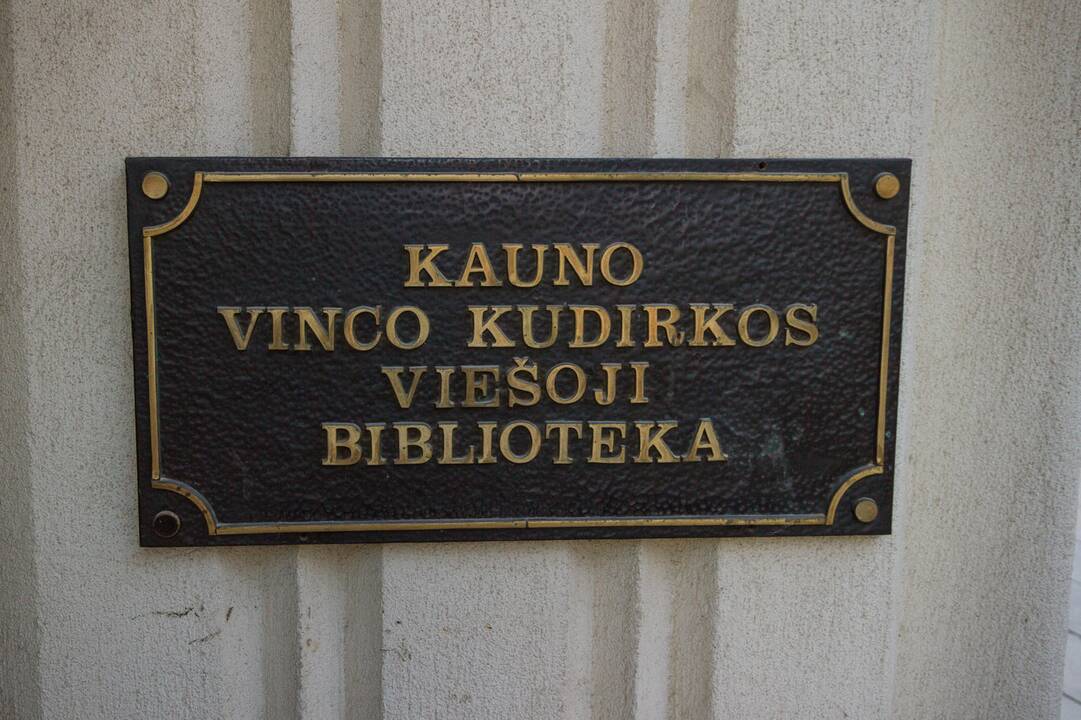 KAUNO
VINCO KUDIRKOS
VIEŠOJI
BIBLIOTEKA